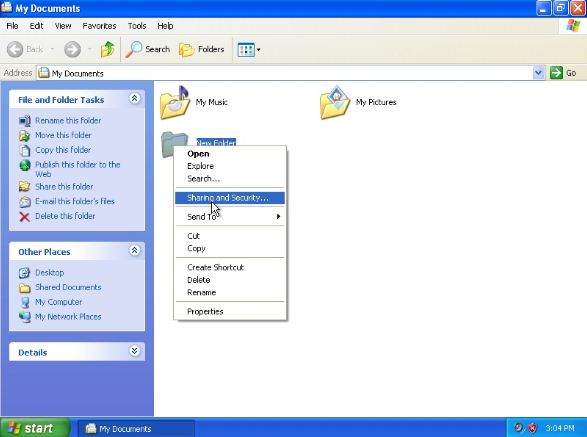 My Documents
File Edit View Favorites Tools Help
Back Search Folders
Address My Documents Go
File and Folder Tasks
Rename this folder
Move this folder
Copy this folder
Publish this folder to the
Web
Share this folder
E-mail this folder's files
Delete this folder
Other Places
Desktop
Shared Documents
My Computer
My Network Places
Details
My Music
My Pictures
New Folder
Open
Explore
Search...
Sharing and Security...
Send To
Cut
Copy
Create Shortcut
Delete
Rename
Properties
start My Documents 3:04 PM